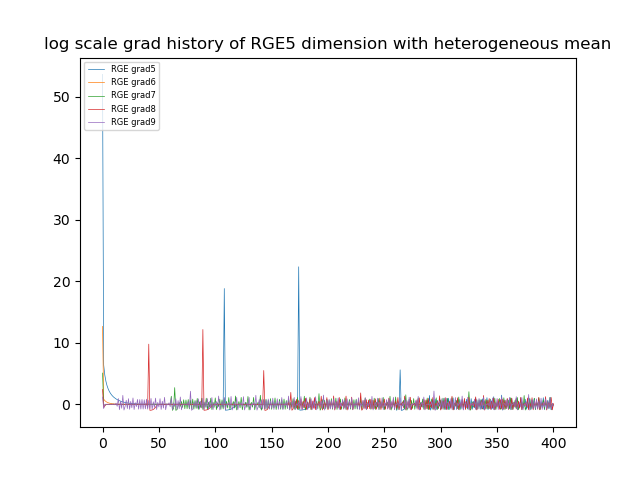 log scale grad history of RGE5 dimension with heterogeneous mean
RGE grad5
RGE grad6
RGE grad7
RGE grad8
RGE grad9
50
40
30
20
10
0
0 50 100 150 200 250 300 350 400